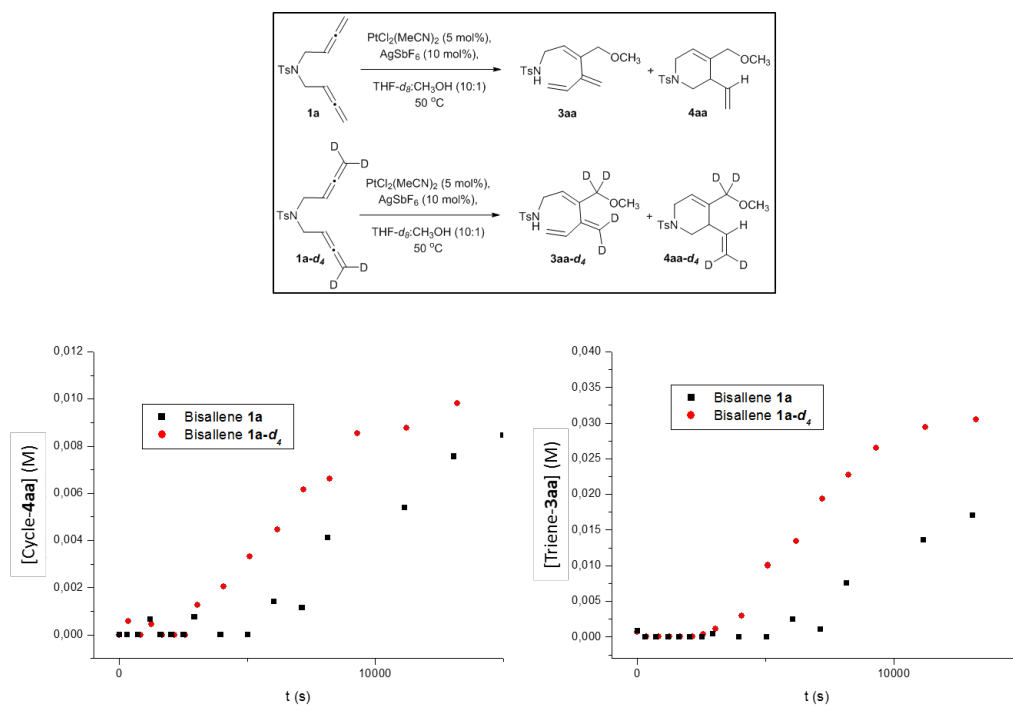 PtCl2(MeCN)2 (5 mol%),
AgSbF6 (10 mol%),
THF-d8:CH3OH (10:1)
50 °C
TsN
1a
OCH3
TsN
H
3aa
+
OCH3
H
TsN
4aa
D
D
PtCl2(MeCN)2 (5 mol%),
AgSbF6 (10 mol%),
THF-d8:CH3OH (10:1)
50 °C
TsN
D
D
1a-d4
D D
OCH3
TsN
H
D
D
3aa-d4
+
D D
OCH3
H
TsN
D D
4aa-d4
0,012
0,010
0,008
0,006
0,004
0,002
0,000
[Cycle-4aa] (M)
Bisallene 1a
Bisallene 1a-d4
0
10000
t (s)
0,040
0,035
0,030
0,025
0,020
0,015
0,010
0,005
0,000
[Triene-3aa] (M)
Bisallene 1a
Bisallene 1a-d4
0
10000
t (s)